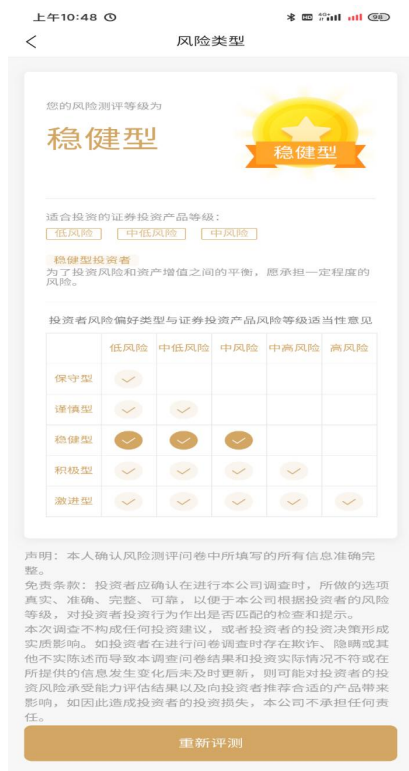 上午10:48
98
风险类型
您的风险测评等级为
稳健型
稳健型
适合投资的证券投资产品等级：
低风险 中低风险 中风险
稳健型投资者
为了投资风险和资产增值之间的平衡，愿承担一定程度的
风险。
投资者风险偏好类型与证券投资产品风险等级适当性意见
低风险 中低风险 中风险 中高风险 高风险
保守型
谨慎型
稳健型
积极型
激进型
声明：本人确认风险测评问卷中所填写的所有信息准确完
整。
免责条款：投资者应确认在进行本公司调查时，所做的选项
真实、准确、完整、可靠，以便于本公司根据投资者的风险
等级，对投资者投资行为作出是否匹配的检查和提示。
本次调查不构成任何投资建议，或者投资者的投资决策形成
实质影响。如投资者在进行问卷调查时存在欺诈、隐瞒或其
他不实陈述而导致本调查问卷结果和投资实际情况不符或在
所提供的信息发生变化后未及时更新，则可能对投资者的投
资风险承受能力评估结果以及向投资者推荐合适的产品带来
影响，如因此造成投资者的投资损失，本公司不承担任何责
任。
重新评测